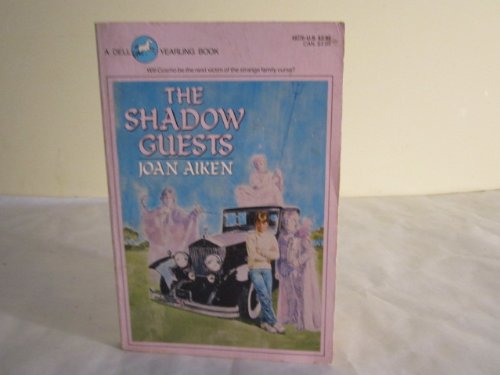 A DELL
YEARLING BOOK
Will Cosmo be the next victim of the strange family curse?
THE
SHADOW
GUESTS
JOAN AIKEN